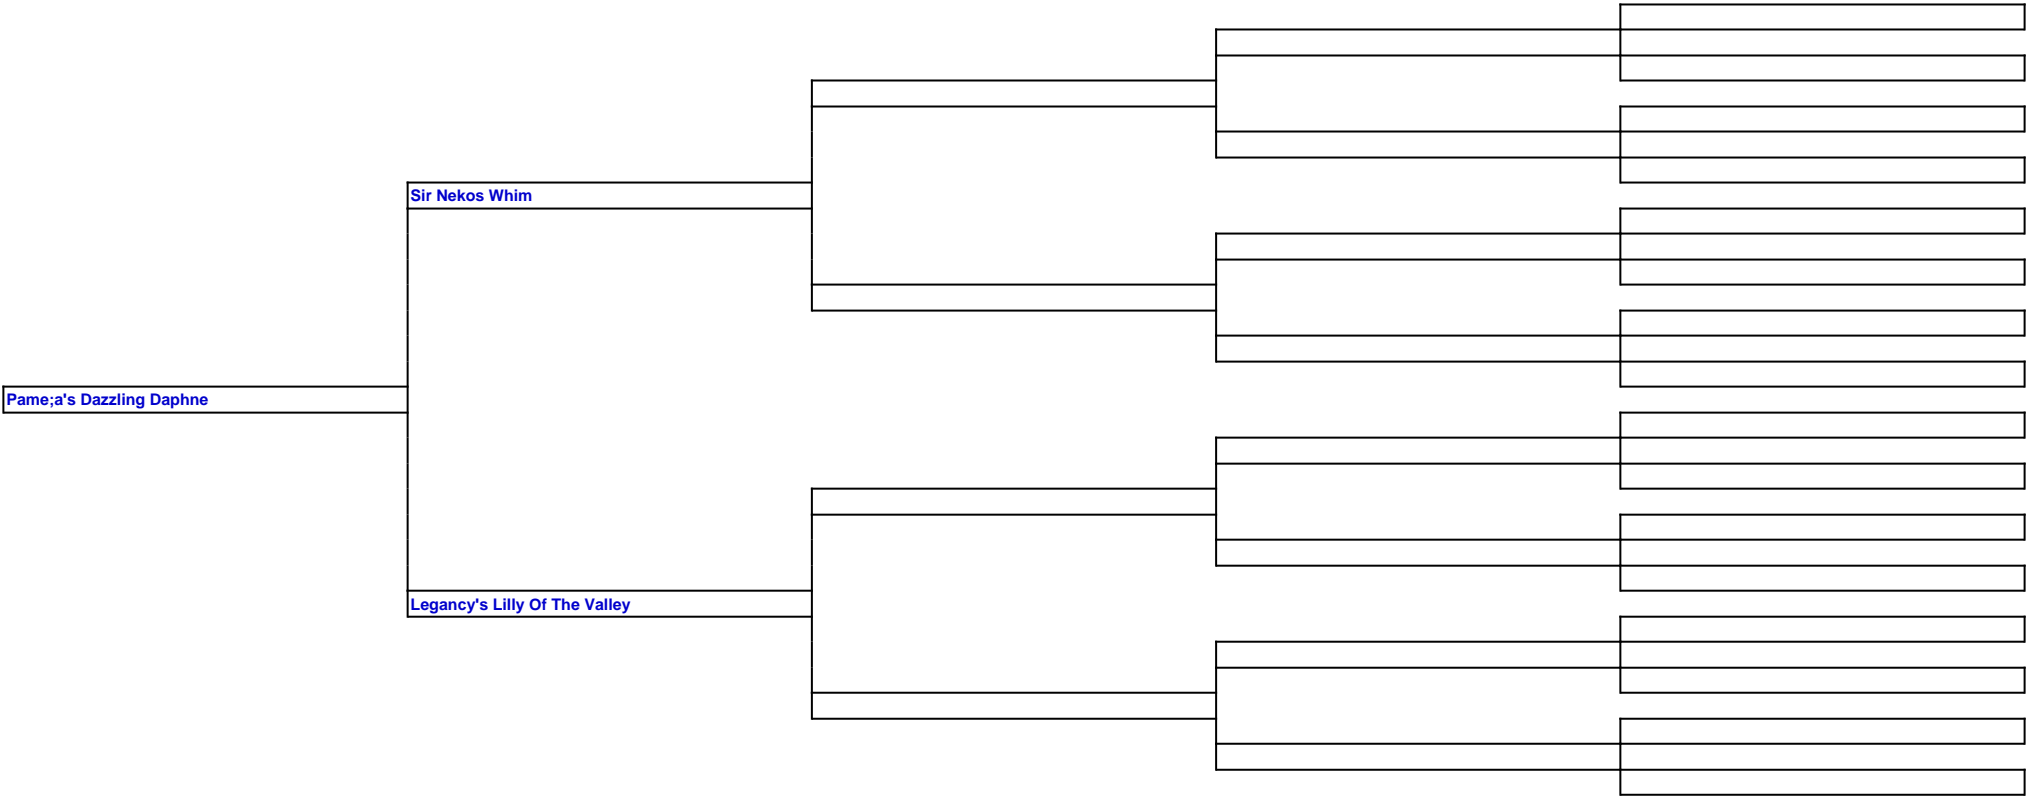 Sir Nekos Whim
Pame;a's Dazzling Daphne
Legancy's Lilly Of The Valley